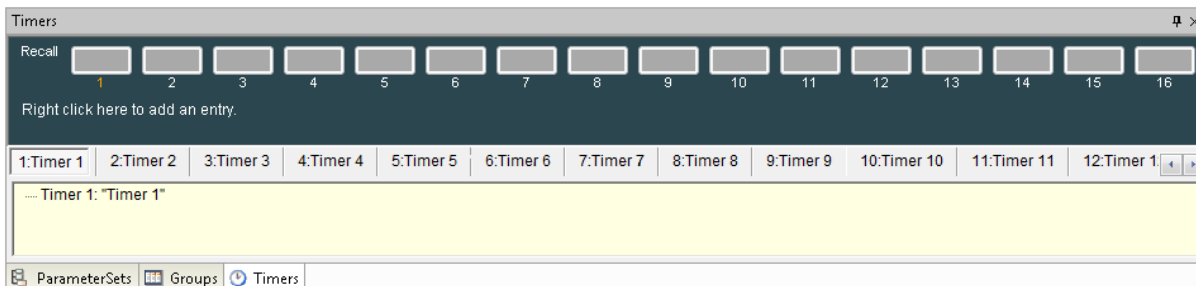 Timers
Recall
1 2 3 4 5 6 7 8 9 10 11 12 13 14 15 16
Right click here to add an entry.
1:Timer 1 2:Timer 2 3:Timer 3 4:Timer 4 5:Timer 5 6:Timer 6 7:Timer 7 8:Timer 8 9:Timer 9 10:Timer 10 11:Timer 11 12:Timer 1
Timer 1: "Timer 1"
ParameterSets Groups Timers